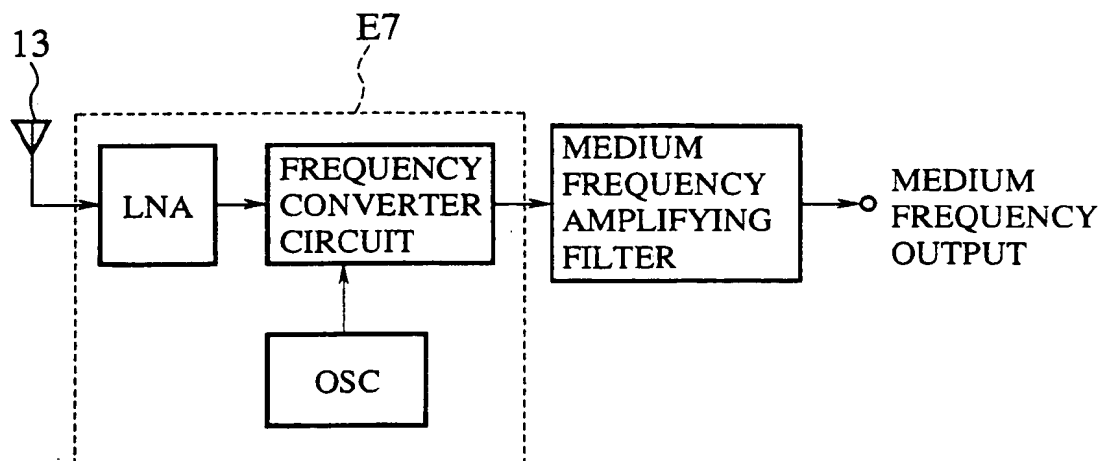 E7
13
LNA
FREQUENCY
CONVERTER
CIRCUIT
OSC
MEDIUM
FREQUENCY
AMPLIFYING
FILTER
MEDIUM
FREQUENCY
OUTPUT